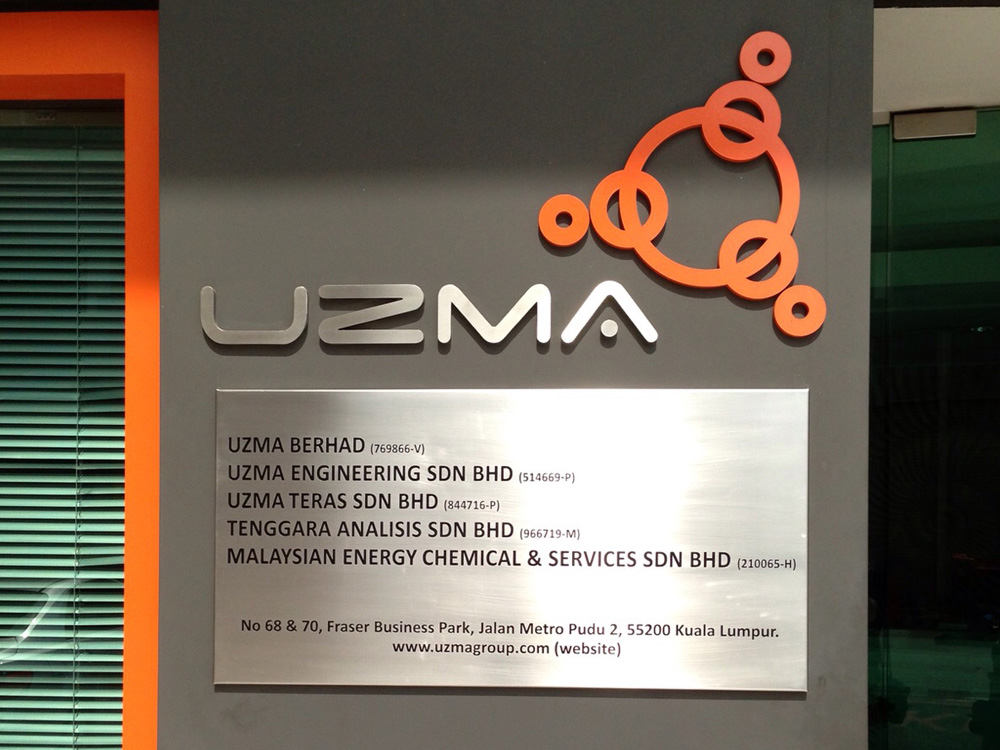 UZMA
UZMA BERHAD (769866-V)
UZMA ENGINEERING SDN BHD (514669-P)
UZMA TERAS SDN BHD (844716-P)
TENGGARA ANALISIS SDN BHD (966719-M)
MALAYSIAN ENERGY CHEMICAL & SERVICES SDN BHD (210065-H)
No 68 & 70, Fraser Business Park, Jalan Metro Pudu 2, 55200 Kuala Lumpur.
www.uzmagroup.com (website)